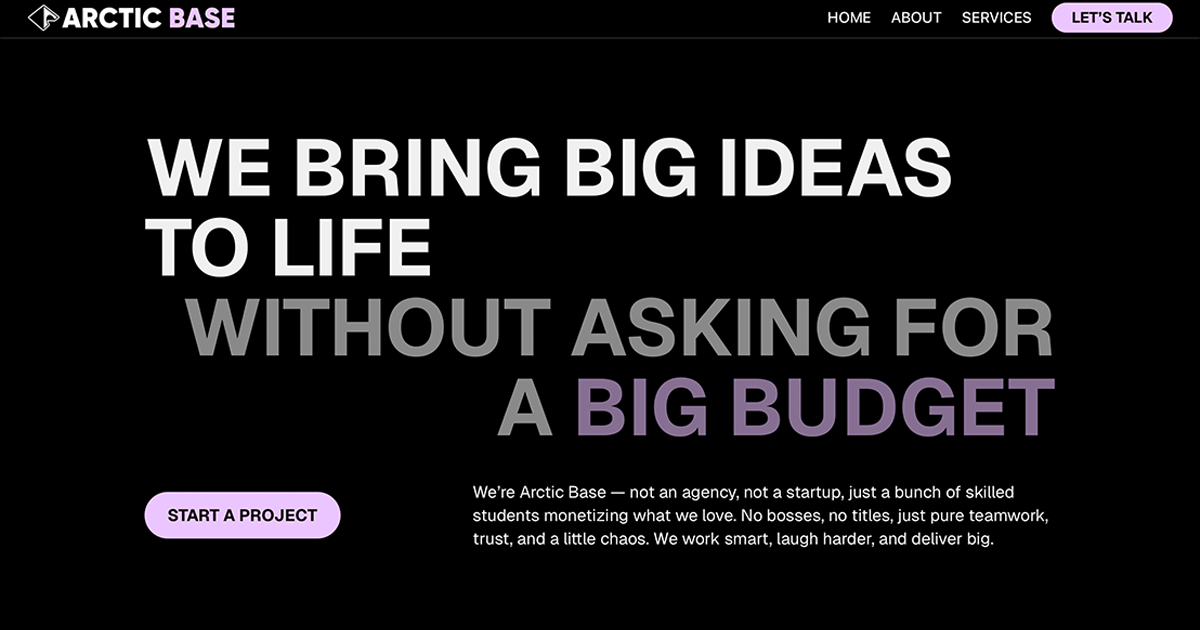 ARCTIC BASE
HOME ABOUT SERVICES LET'S TALK
WE BRING BIG IDEAS
TO LIFE
WITHOUT ASKING FOR
A BIG BUDGET
START A PROJECT
We’re Arctic Base — not an agency, not a startup, just a bunch of skilled
students monetizing what we love. No bosses, no titles, just pure teamwork,
trust, and a little chaos. We work smart, laugh harder, and deliver big.